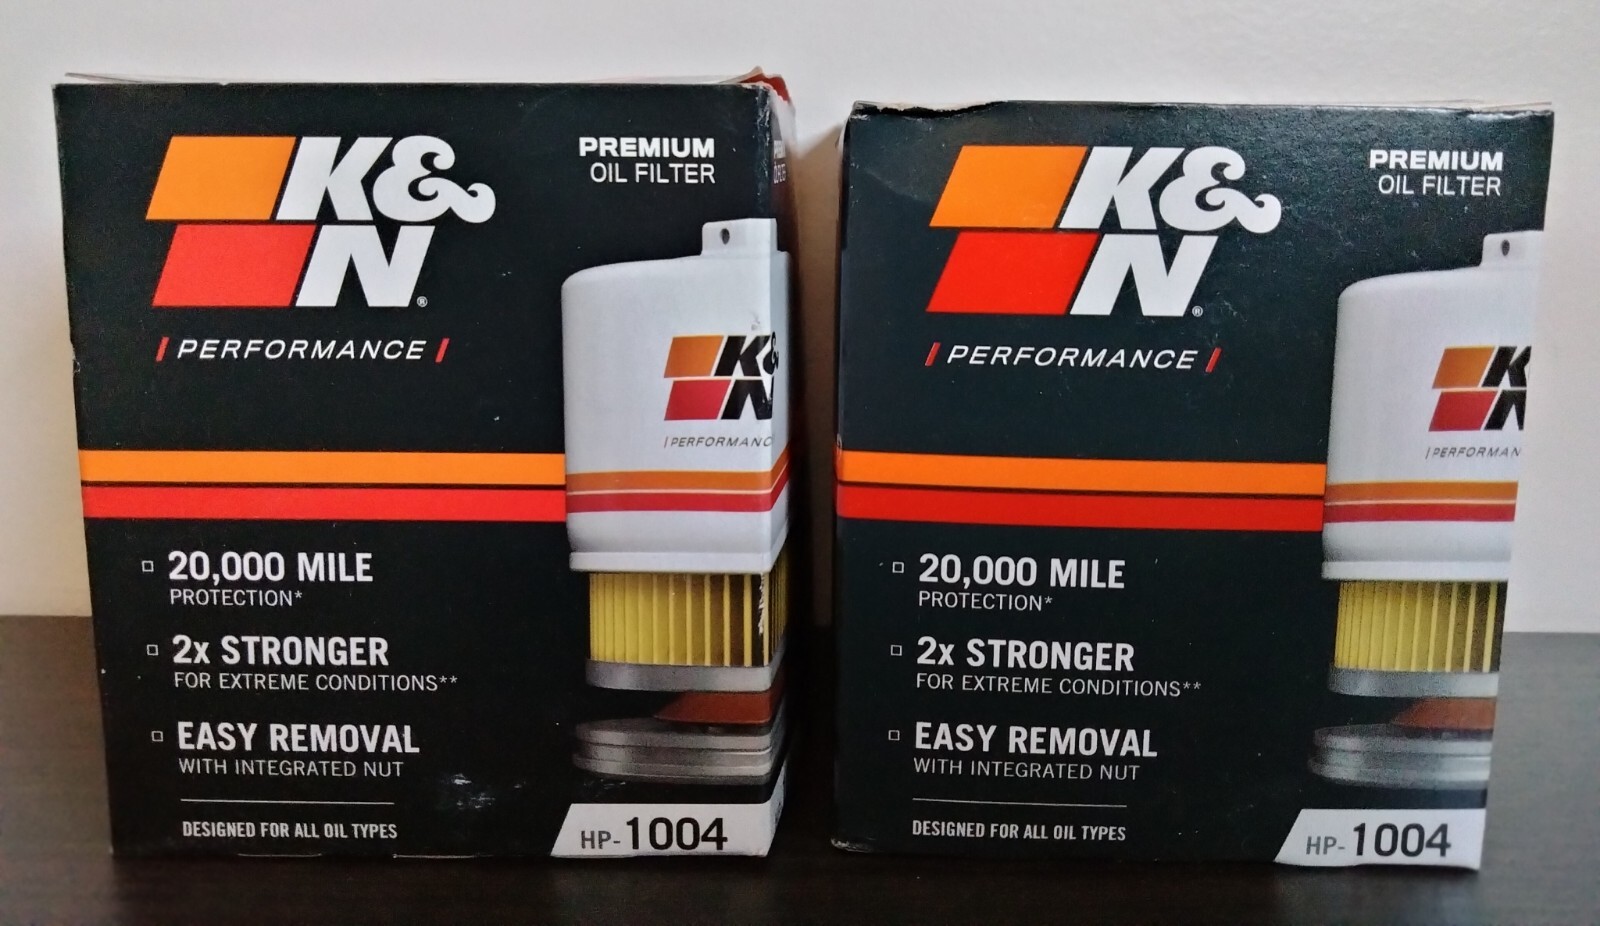 K&
N®
PERFORMANCE
PREMIUM
OIL FILTER
K&
N
PERFORMANC
20,000 MILE
PROTECTION*
2x STRONGER
FOR EXTREME CONDITIONS**
EASY REMOVAL
WITH INTEGRATED NUT
DESIGNED FOR ALL OIL TYPES
HP-1004
K&
N®
PERFORMANCE
PREMIUM
OIL FILTER
K
N
PERFORMAN
20,000 MILE
PROTECTION*
2x STRONGER
FOR EXTREME CONDITIONS**
EASY REMOVAL
WITH INTEGRATED NUT
DESIGNED FOR ALL OIL TYPES
HP-1004